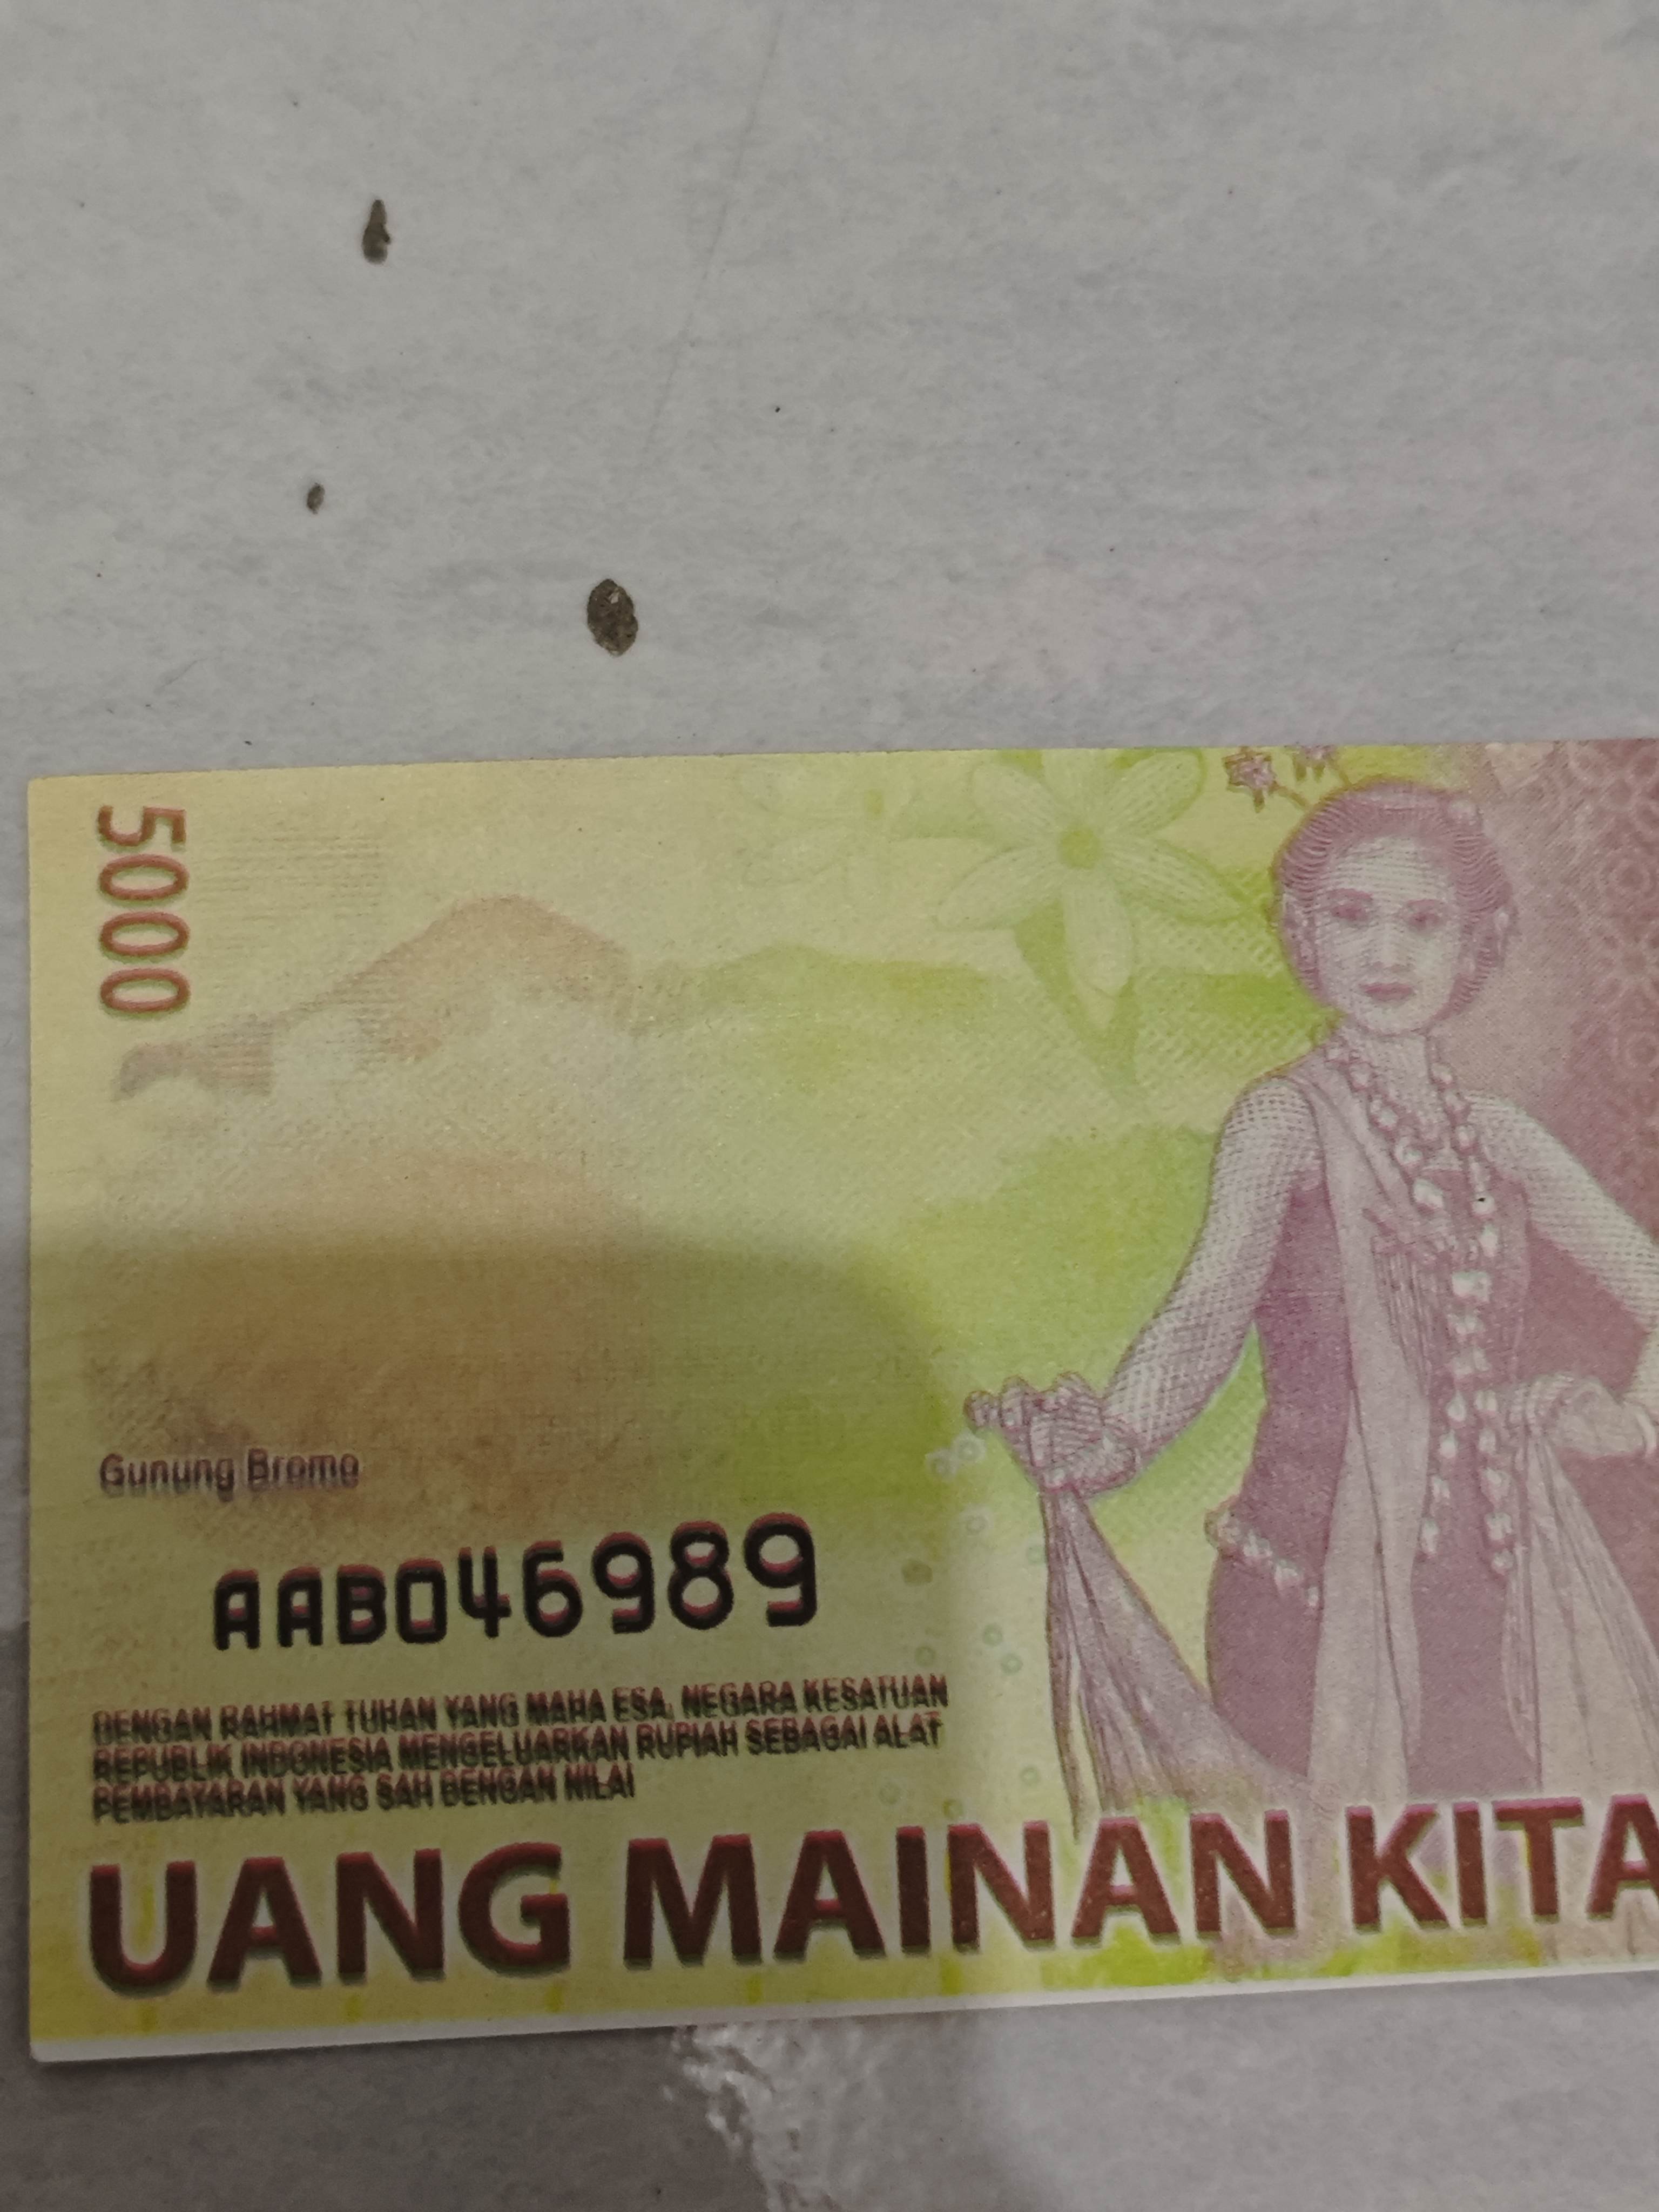 5000
Gunung Bromo
AAB046989
DENGAN RAHMAT TUHAN YANG MAHA ESA, NEGARA KESATUAN
REPUBLIK INDONESIA MENGELUARKAN RUPIAH SEBAGAI ALAT
PEMBAYARAN YANG SAH DENGAN NILAI
UANG MAINAN KITA